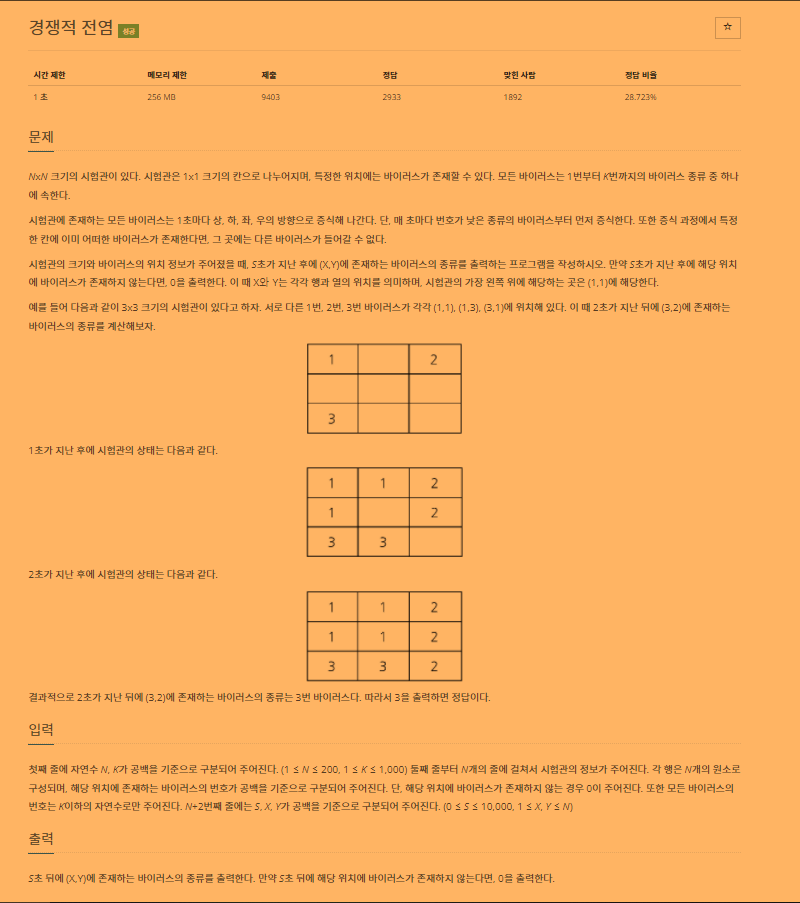 경쟁적 전염 성공
☆
시간 제한 메모리 제한 제출 정답 맞힌 사람 정답 비율
1 초 256 MB 9403 2933 1892 28.723%
문제
NxN 크기의 시험관이 있다. 시험관은 1x1 크기의 칸으로 나누어지며, 특정한 위치에는 바이러스가 존재할 수 있다. 모든 바이러스는 1번부터 K번까지의 바이러스 종류 중 하나
에 속한다.
시험관에 존재하는 모든 바이러스는 1초마다 상, 하, 좌, 우의 방향으로 증식해 나간다. 단, 매 초마다 번호가 낮은 종류의 바이러스부터 먼저 증식한다. 또한 증식 과정에서 특정
한 칸에 이미 어떠한 바이러스가 존재한다면, 그 곳에는 다른 바이러스가 들어갈 수 없다.
시험관의 크기와 바이러스의 위치 정보가 주어졌을 때, S초가 지난 후에 (X,Y)에 존재하는 바이러스의 종류를 출력하는 프로그램을 작성하시오. 만약 S초가 지난 후에 해당 위치
에 바이러스가 존재하지 않는다면, 0을 출력한다. 이 때 X와 Y는 각각 행과 열의 위치를 의미하며, 시험관의 가장 왼쪽 위에 해당하는 곳은 (1,1)에 해당한다.
예를 들어 다음과 같이 3x3 크기의 시험관이 있다고 하자. 서로 다른 1번, 2번, 3번 바이러스가 각각 (1,1), (1,3), (3,1)에 위치해 있다. 이 때 2초가 지난 뒤에 (3,2)에 존재하는
바이러스의 종류를 계산해보자.
1 2
3
1초가 지난 후에 시험관의 상태는 다음과 같다.
1 1 2
1 2
3 3
2초가 지난 후에 시험관의 상태는 다음과 같다.
1 1 2
1 1 2
3 3 2
결과적으로 2초가 지난 뒤에 (3,2)에 존재하는 바이러스의 종류는 3번 바이러스다. 따라서 3을 출력하면 정답이다.
입력
첫째 줄에 자연수 N, K가 공백을 기준으로 구분되어 주어진다. (1 ≤ N ≤ 200, 1 ≤ K ≤ 1,000) 둘째 줄부터 N개의 줄에 걸쳐서 시험관의 정보가 주어진다. 각 행은 N개의 원소로
구성되며, 해당 위치에 존재하는 바이러스의 번호가 공백을 기준으로 구분되어 주어진다. 단, 해당 위치에 바이러스가 존재하지 않는 경우 0이 주어진다. 또한 모든 바이러스의
번호는 K이하의 자연수로만 주어진다. N+2번째 줄에는 S, X, Y가 공백을 기준으로 구분되어 주어진다. (0 ≤ S ≤ 10,000, 1 ≤ X, Y ≤ N)
출력
S초 뒤에 (X,Y)에 존재하는 바이러스의 종류를 출력한다. 만약 S초 뒤에 해당 위치에 바이러스가 존재하지 않는다면, 0을 출력한다.